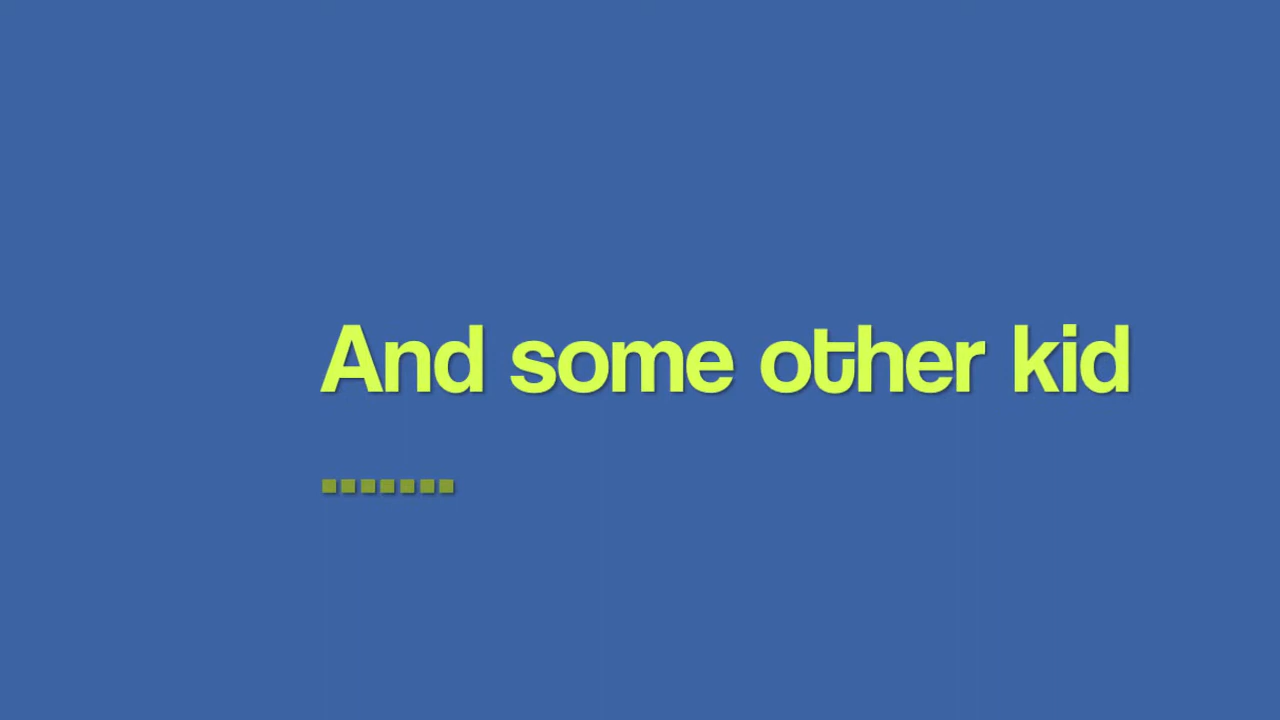 And some other kid
.......